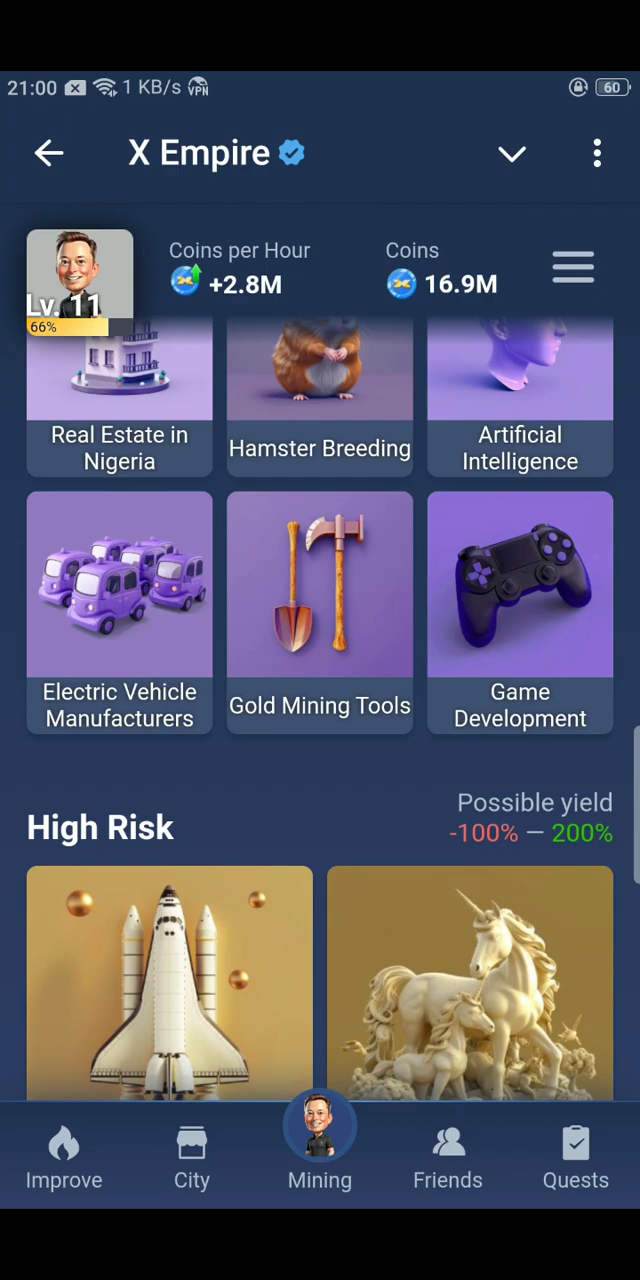 21:00
1 KB/s
VPN
60
X Empire
Coins per Hour
+2.8M
Coins
16.9M
Lv. 11
66%
Real Estate in
Nigeria
Hamster Breeding
Artificial
Intelligence
Electric Vehicle
Manufacturers
Gold Mining Tools
Game
Development
High Risk
Possible yield
-100% — 200%
Improve
City
Mining
Friends
Quests